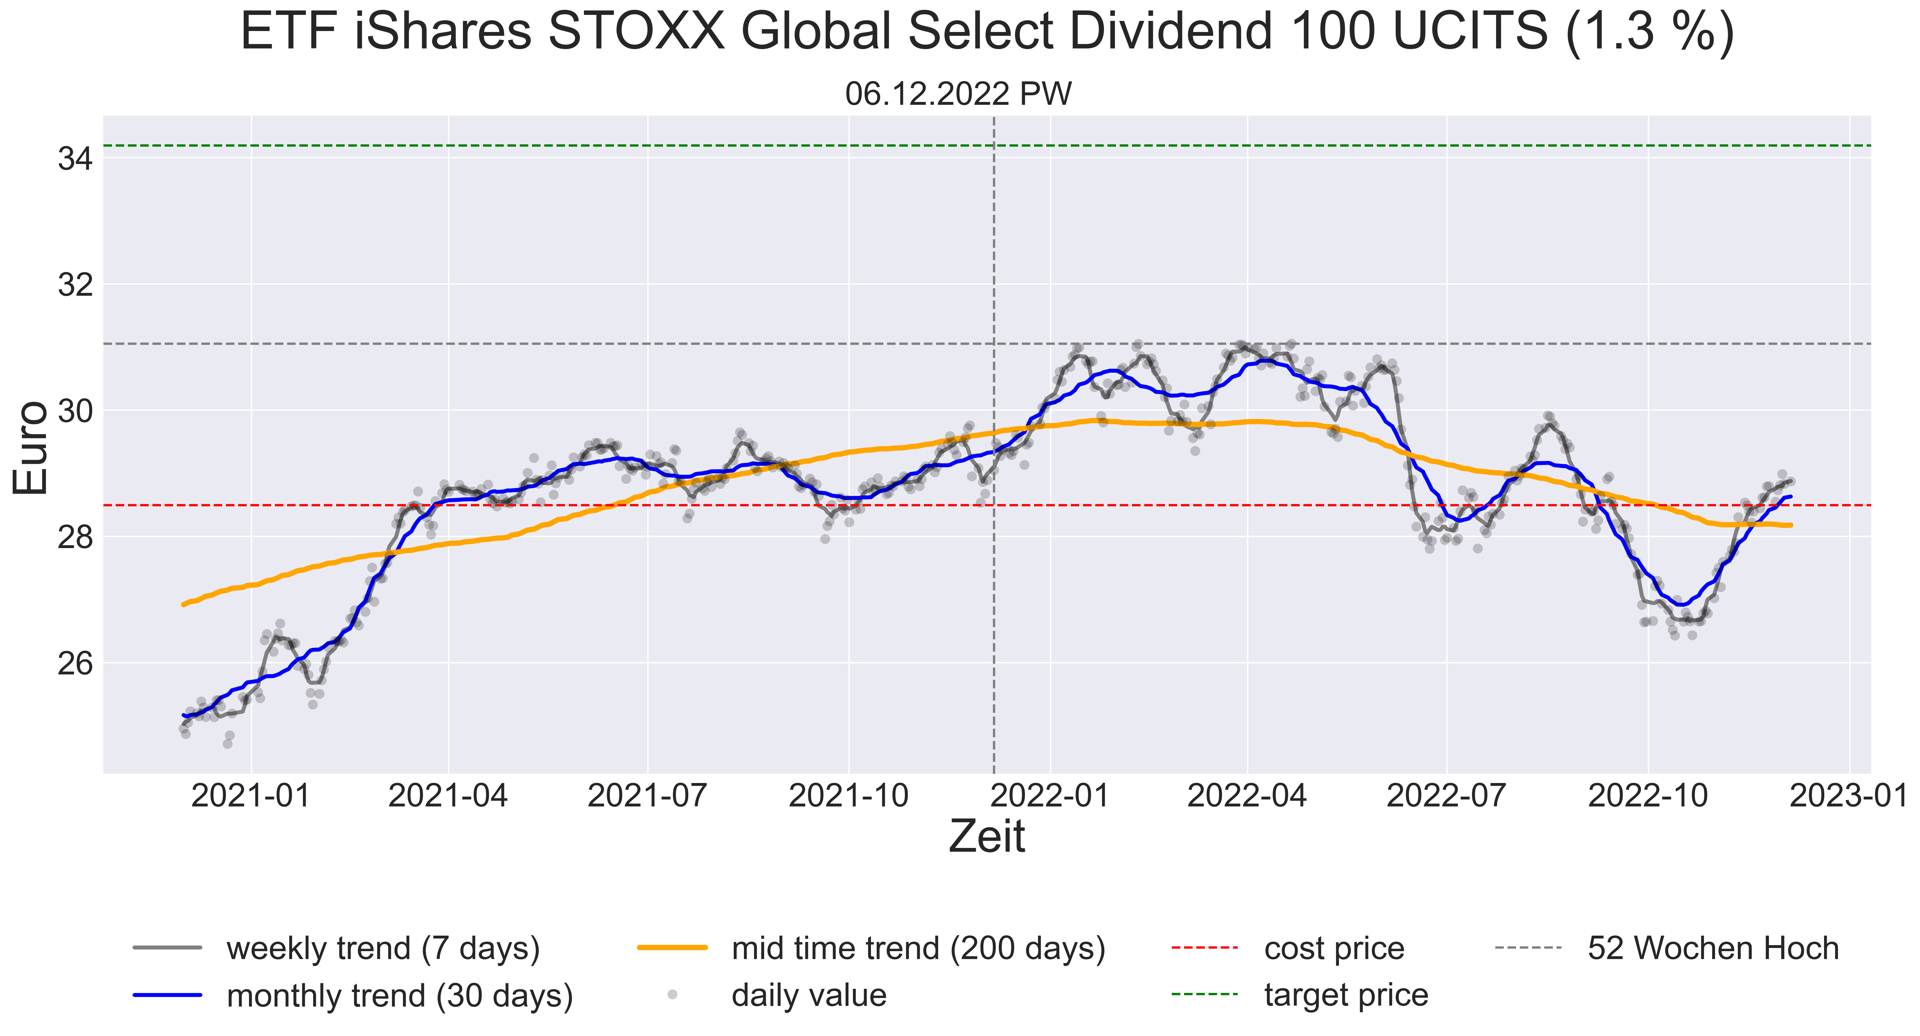 ETF iShares STOXX Global Select Dividend 100 UCITS (1.3 %)
06.12.2022 PW
34
32
30
28
26
Euro
2021-01 2021-04 2021-07 2021-10 2022-01 2022-04 2022-07 2022-10 2023-01
Zeit
weekly trend (7 days) mid time trend (200 days) cost price 52 Wochen Hoch
monthly trend (30 days) daily value target price